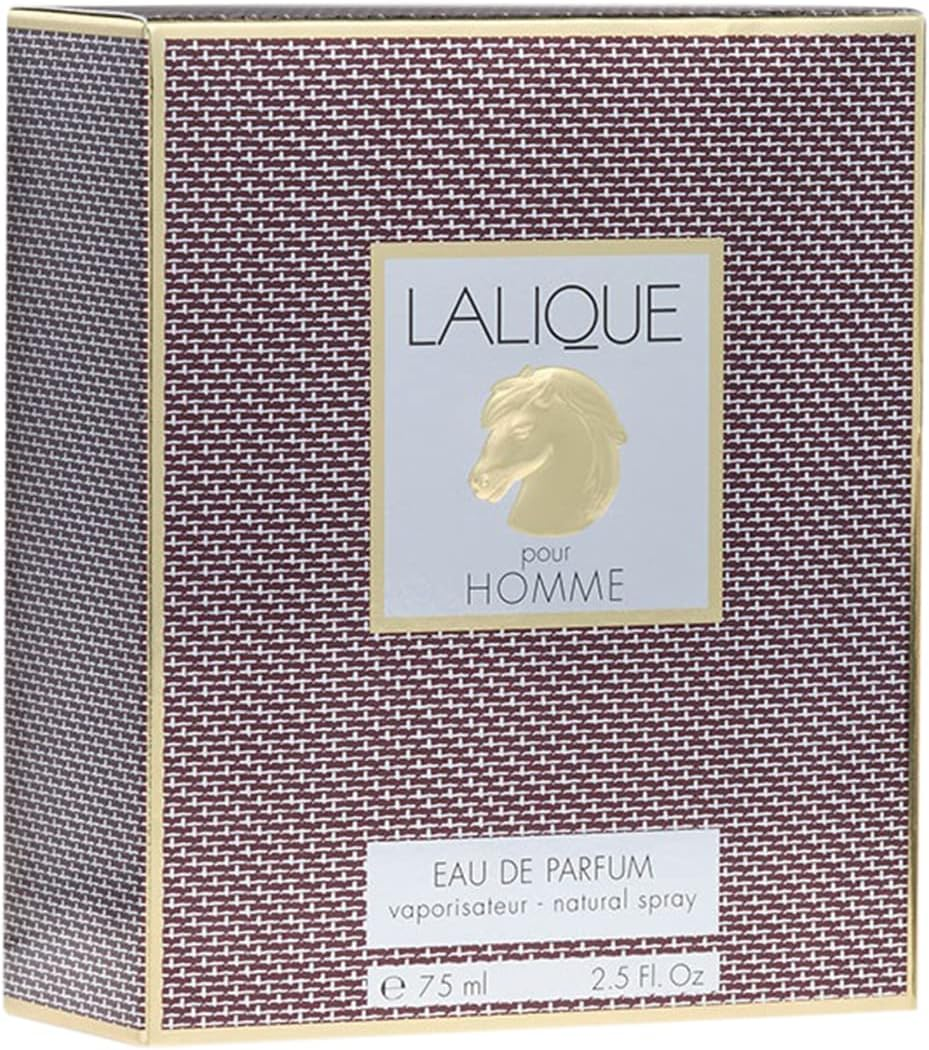 LALIQUE
pour
HOMME
EAU DE PARFUM
vaporisateur - natural spray
℮ 75 ml 2.5 Fl. Oz